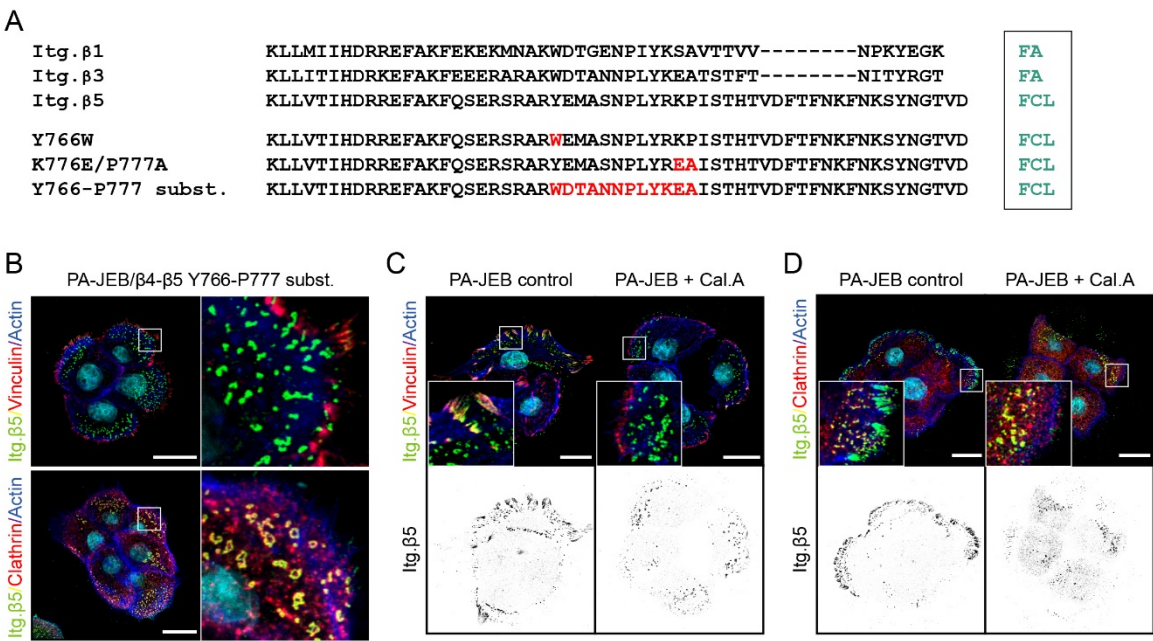 A
Itg.β1 KLLMIIHDRREFAKFEKEKMNAKWDTGENPIYKSAVTTVV--------NPKYEGK FA
Itg.β3 KLLITIHDRKEFAKFEEERARAKWDTANNPLYKEATSTFT--------NITYRGT FA
Itg.β5 KLLVTIHDRREFAKFQSERSRARYEMASNPLYRKPISTHTVDFTFNKFNKSYNGTVD FCL
Y766W KLLVTIHDRREFAKFQSERSRARWEMASNPLYRKPISTHTVDFTFNKFNKSYNGTVD FCL
K776E/P777A KLLVTIHDRREFAKFQSERSRARYEMASNPLYREAISTHTVDFTFNKFNKSYNGTVD FCL
Y766-P777 subst. KLLVTIHDRREFAKFQSERSRARWDTANNPLYKEAISTHTVDFTFNKFNKSYNGTVD FCL
B
PA-JEB/β4-β5 Y766-P777 subst.
Itg.β5/Vinculin/Actin
Itg.β5/Clathrin/Actin
C
PA-JEB control PA-JEB + Cal.A
Itg.β5/Vinculin/Actin
Itg.β5
D
PA-JEB control PA-JEB + Cal.A
Itg.β5/Clathrin/Actin
Itg.β5